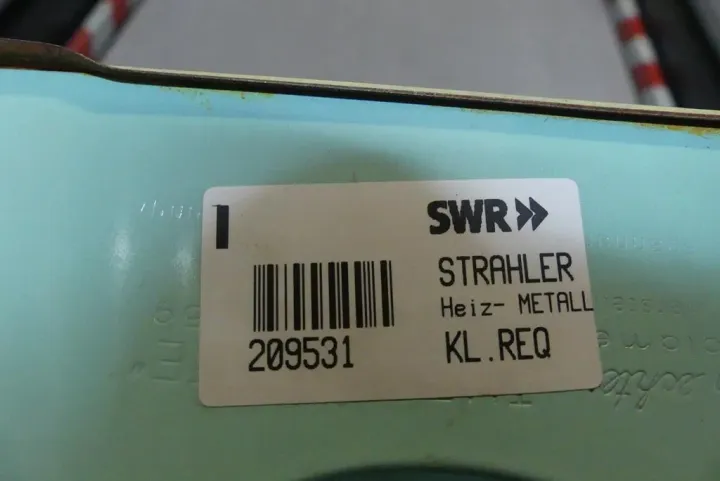 I
SWR»
STRAHLER
Heiz- METALL
KL.REQ
209531